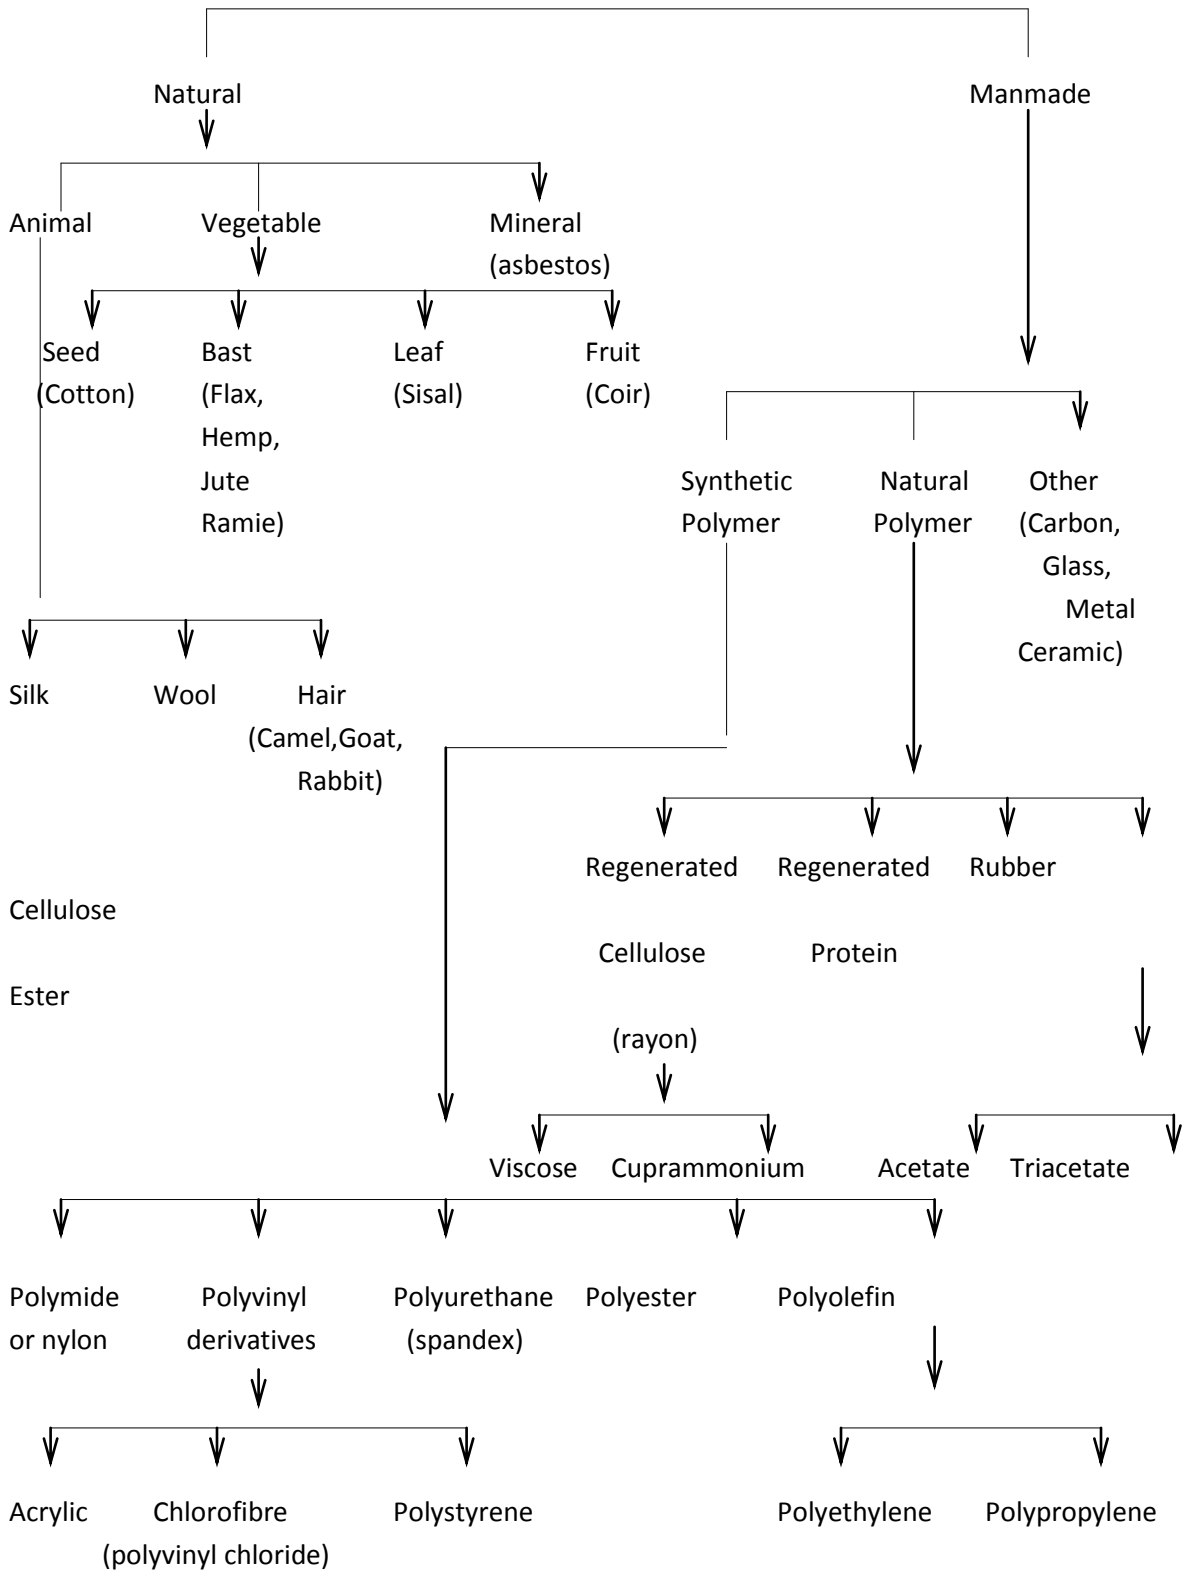 Natural Manmade
Animal Vegetable Mineral
(asbestos)
Seed Bast Leaf Fruit
(Cotton) (Flax, (Sisal) (Coir)
Hemp,
Jute Synthetic Natural Other
Ramie) Polymer Polymer (Carbon,
Glass,
Metal
Ceramic)
Silk Wool Hair
(Camel,Goat,
Rabbit)
Regenerated Regenerated Rubber
Cellulose
Cellulose Protein
Ester
(rayon)
Viscose Cuprammonium Acetate Triacetate
Polymide Polyvinyl Polyurethane Polyester Polyolefin
or nylon derivatives (spandex)
Acrylic Chlorofibre Polystyrene Polyethylene Polypropylene
(polyvinyl chloride)